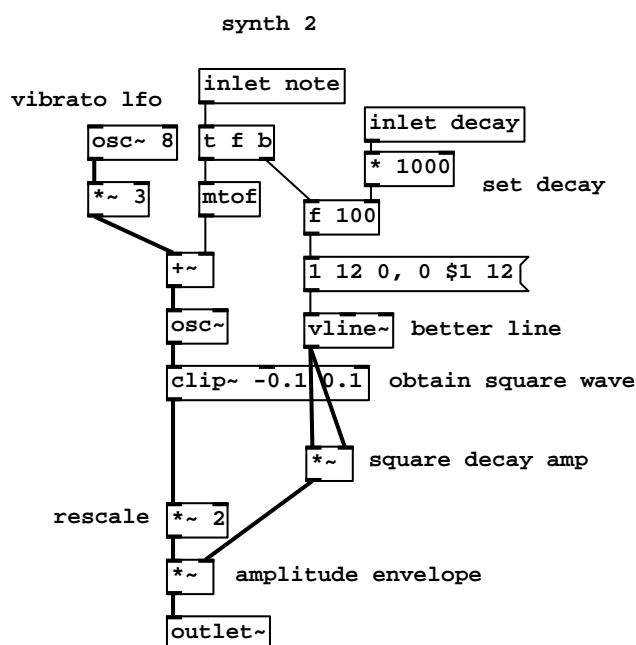 synth 2
inlet note
vibrato lfo
inlet decay
osc~ 8
t f b
* 1000
set decay
*~ 3
mtof
f 100
+~
1 12 0, 0 $1 12
osc~
vline~
better line
clip~ -0.1 0.1
obtain square wave
*~
square decay amp
rescale
*~ 2
*~
amplitude envelope
outlet~